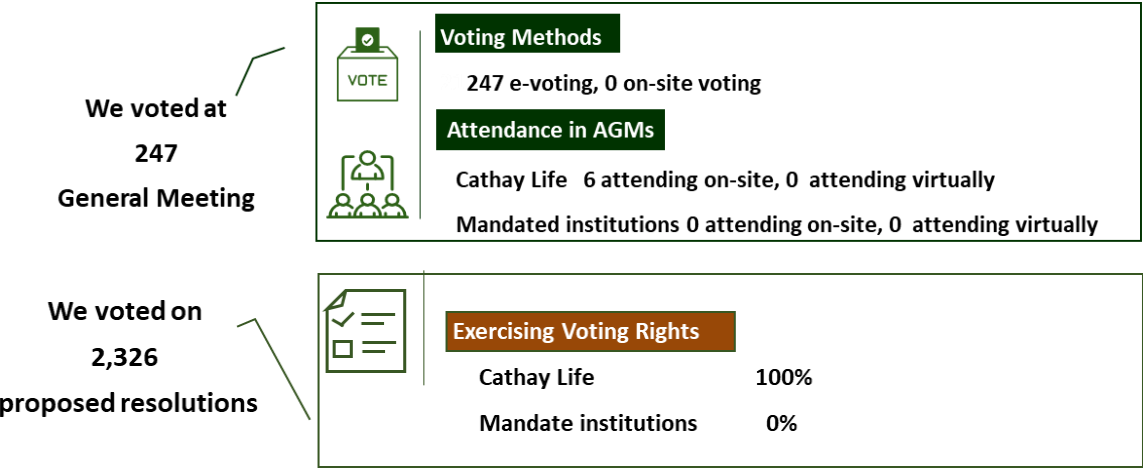 We voted at
247
General Meeting
VOTE
Voting Methods
247 e-voting, 0 on-site voting
Attendance in AGMs
Cathay Life 6 attending on-site, 0 attending virtually
Mandated institutions 0 attending on-site, 0 attending virtually
We voted on
2,326
proposed resolutions
Exercising Voting Rights
Cathay Life 100%
Mandate institutions 0%